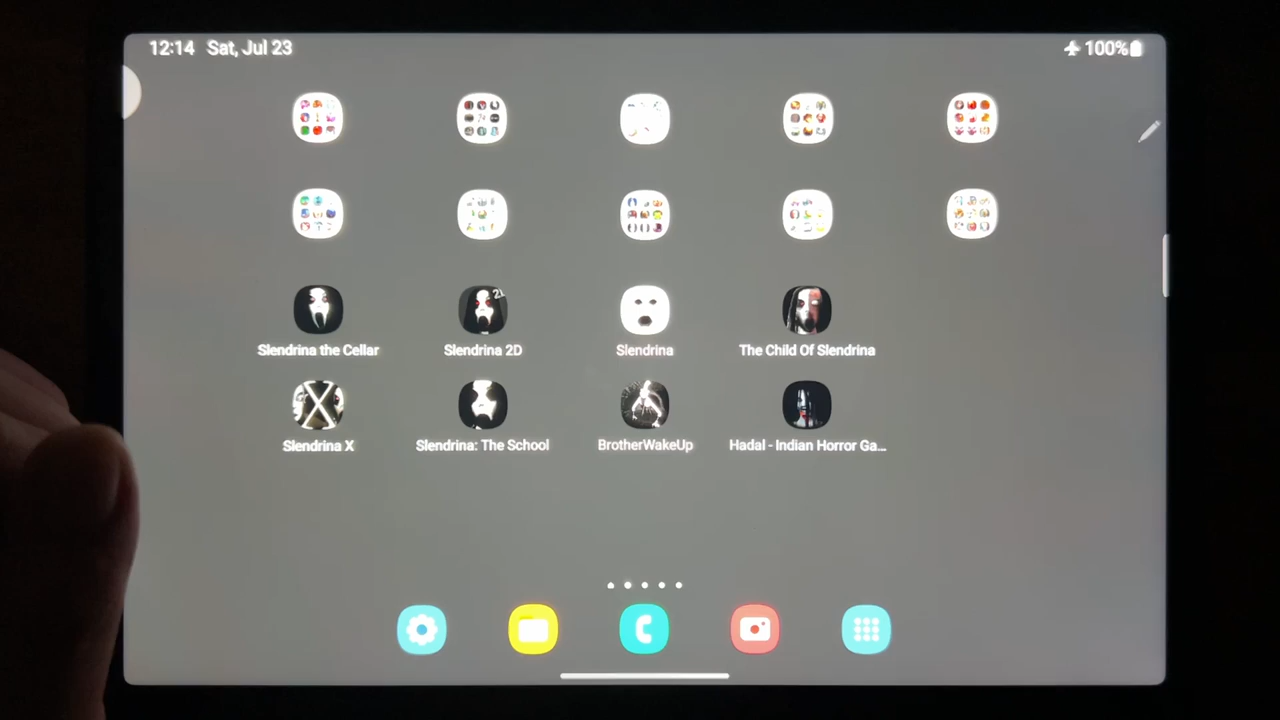 12:14 Sat, Jul 23 100%
Slendrina the Cellar Slendrina 2D Slendrina The Child Of Slendrina
Slendrina X Slendrina: The School BrotherWakeUp Hadal - Indian Horror Ga...